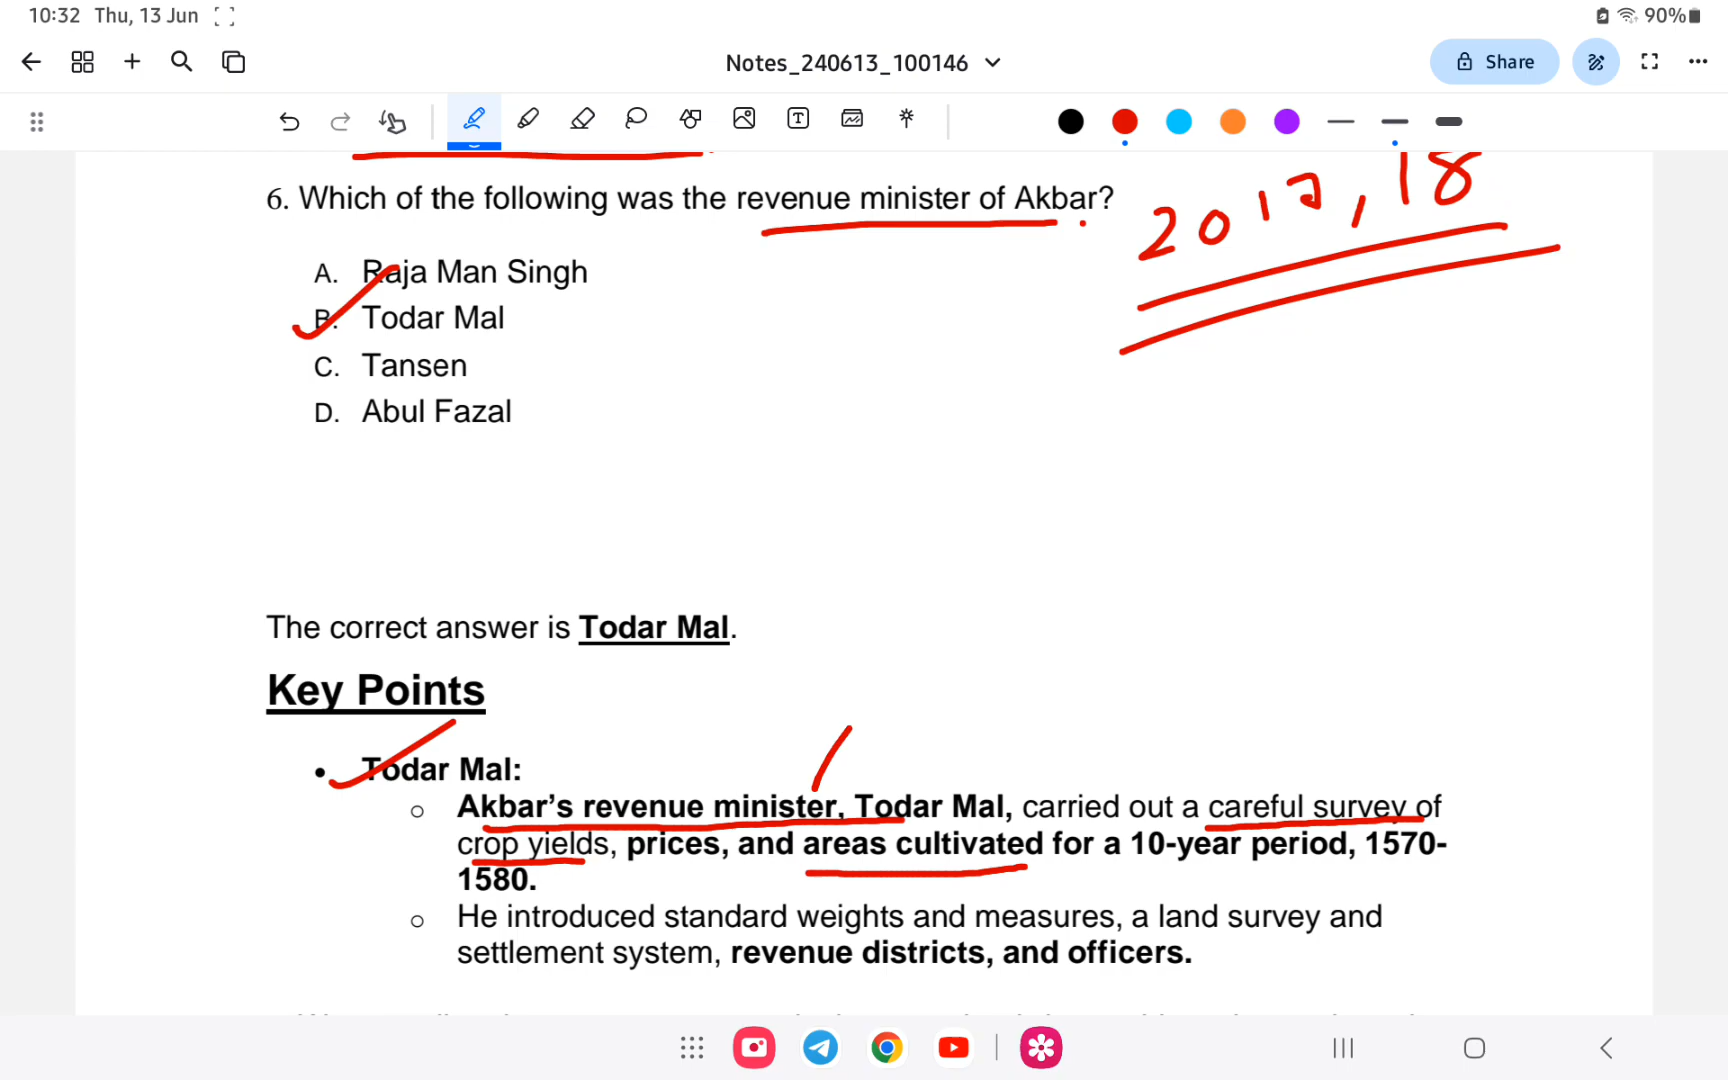 10:32 Thu, 13 Jun
90%
Notes_240613_100146
Share
2017, 18
6. Which of the following was the revenue minister of Akbar?
A. Raja Man Singh
B. Todar Mal
C. Tansen
D. Abul Fazal
The correct answer is Todar Mal.
Key Points
• Todar Mal:
o Akbar’s revenue minister, Todar Mal, carried out a careful survey of
crop yields, prices, and areas cultivated for a 10-year period, 1570-
1580.
o He introduced standard weights and measures, a land survey and
settlement system, revenue districts, and officers.